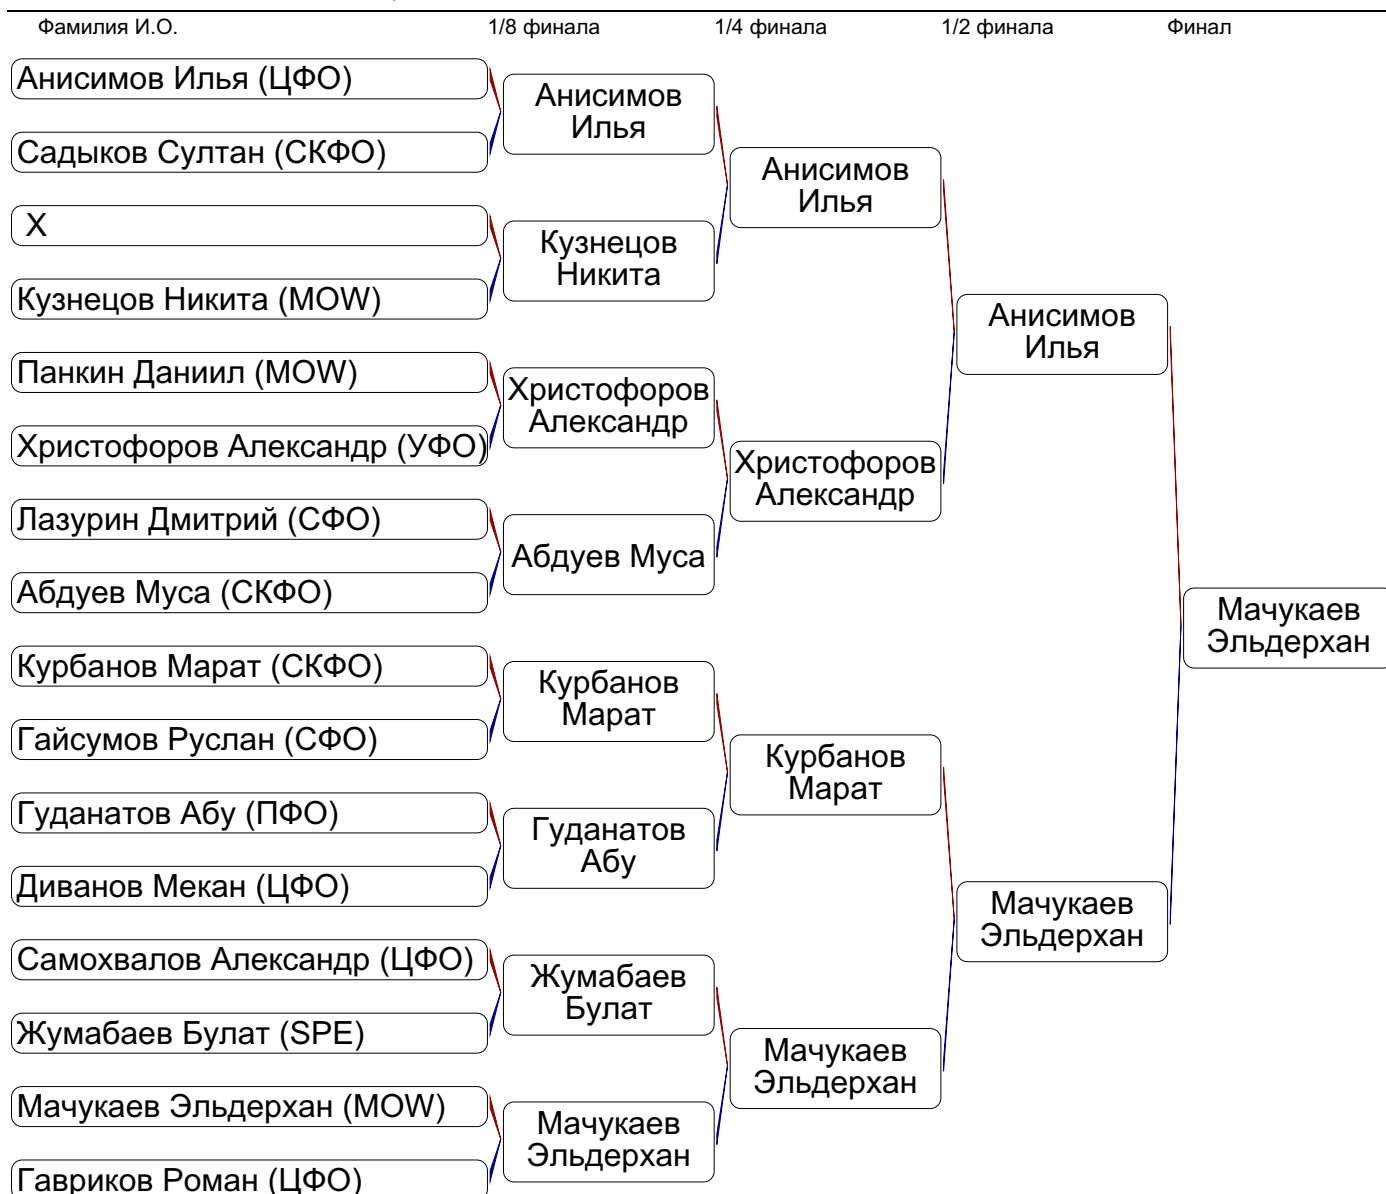 Фамилия И.О.
1/8 финала
1/4 финала
1/2 финала
Финал
Анисимов Илья (ЦФО)
Садыков Султан (СКФО)
X
Кузнецов Никита (MOW)
Панкин Даниил (MOW)
Христофоров Александр (УФО)
Лазурин Дмитрий (СФО)
Абдуев Муса (СКФО)
Курбанов Марат (СКФО)
Гайсумов Руслан (СФО)
Гуданатов Абу (ПФО)
Диванов Мекан (ЦФО)
Самохвалов Александр (ЦФО)
Жумабаев Булат (SPE)
Мачукаев Эльдерхан (MOW)
Гавриков Роман (ЦФО)
Анисимов
Илья
Кузнецов
Никита
Христофоров
Александр
Абдуев Муса
Курбанов
Марат
Гуданатов
Абу
Жумабаев
Булат
Мачукаев
Эльдерхан
Анисимов
Илья
Христофоров
Александр
Курбанов
Марат
Мачукаев
Эльдерхан
Анисимов
Илья
Мачукаев
Эльдерхан
Мачукаев
Эльдерхан